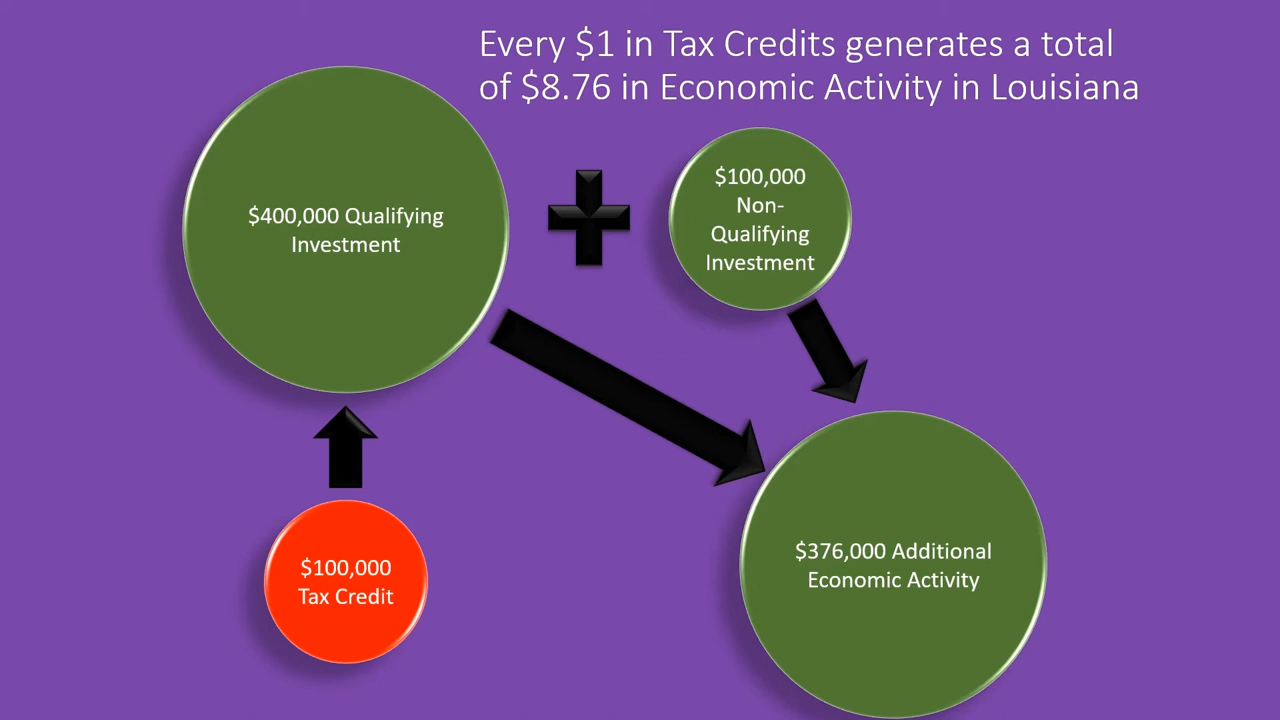 Every $1 in Tax Credits generates a total
of $8.76 in Economic Activity in Louisiana
$400,000 Qualifying
Investment
$100,000
Non-
Qualifying
Investment
$100,000
Tax Credit
$376,000 Additional
Economic Activity